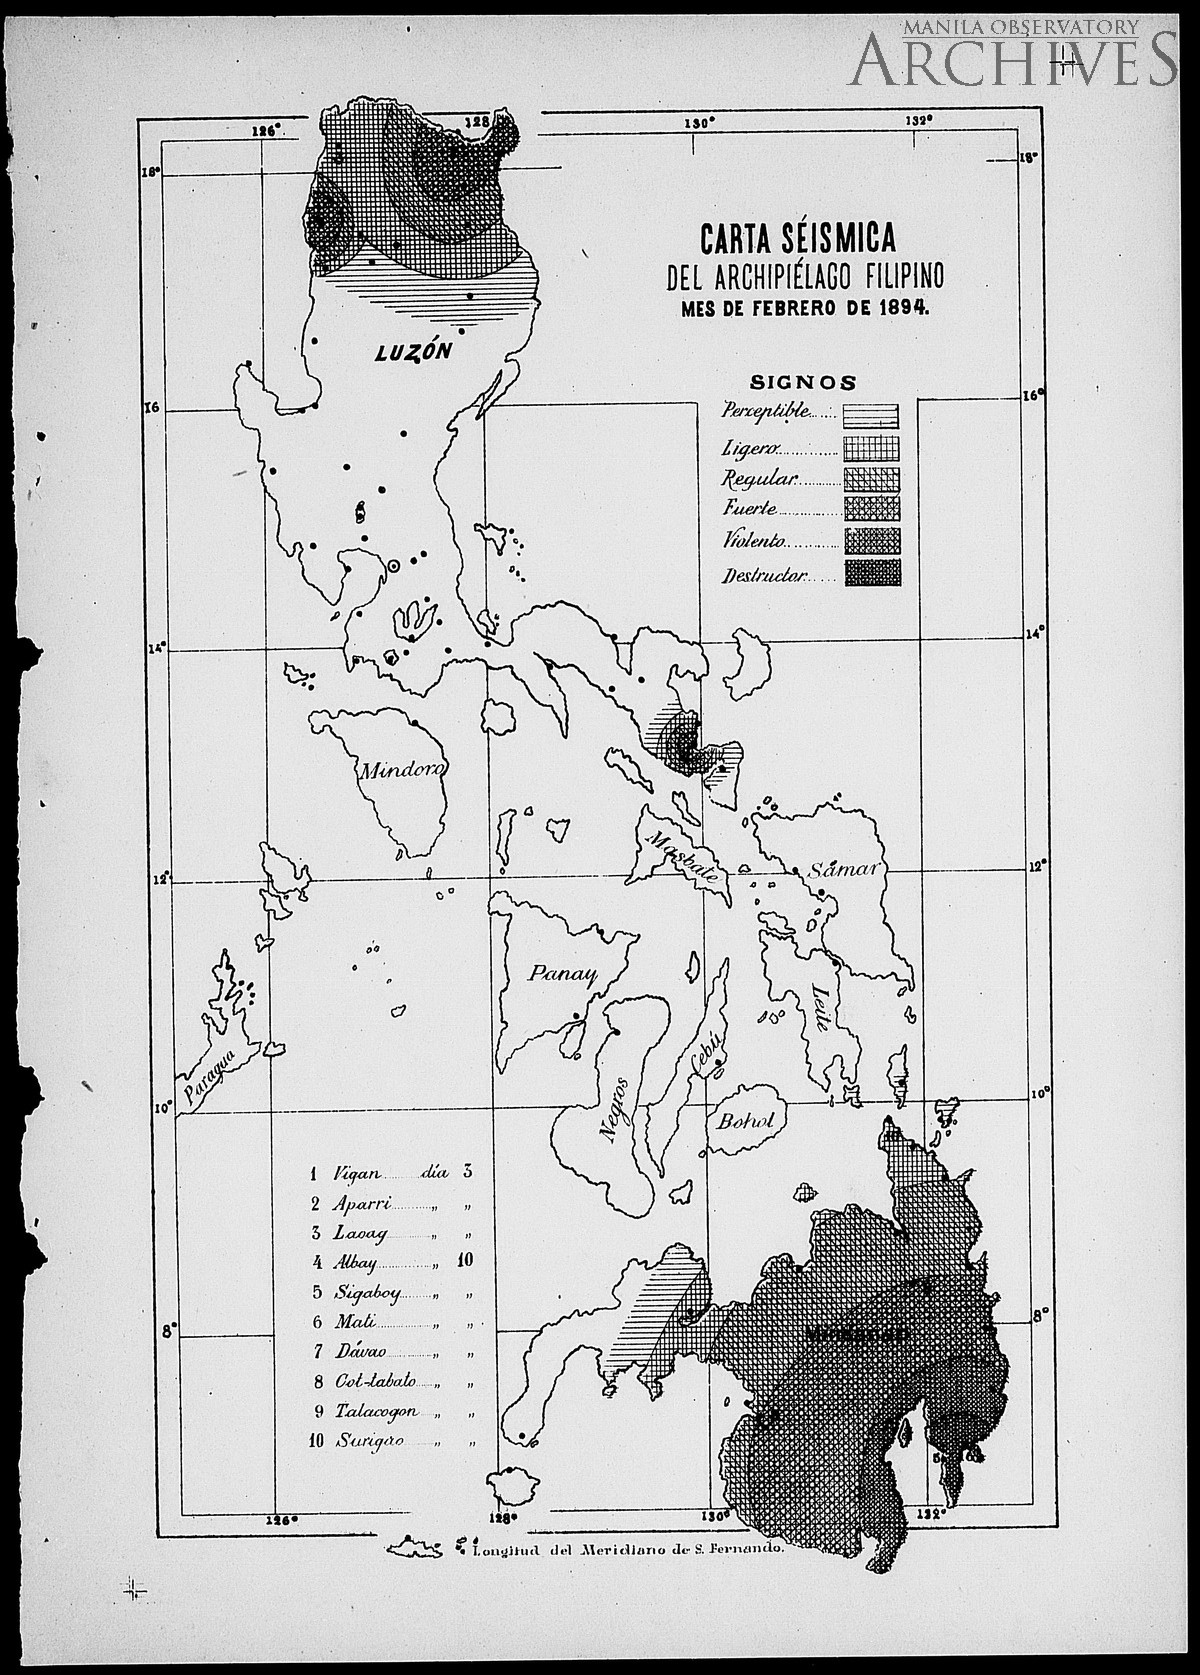 MANILA OBSERVATORY
ARCHIVES
126° 128 130° 132°
18° 18°
CARTA SÉISMICA
DEL ARCHIPIÉLAGO FILIPINO
MES DE FEBRERO DE 1894.
LUZÓN
SIGNOS
16 16°
Perceptible
Ligero
Regular
Fuerte
Violento
Destructor
14° 14°
Mindoro
Masbate
Sámar
12° 12°
Panay
Leite
Cebú
Paragua
Negros
Bohol
10° 10°
1 Vigan día 3
2 Aparri „ „
3 Laoag „ „
4 Albay „ 10
5 Sigaboy „ „
6 Mati „ „
7 Dávao „ „
8 Cot-tabato „ „
9 Talacogon „ „
10 Surigao „ „
8° 8°
126° 128° 130° 132°
Longitud del Meridiano de S. Fernando.